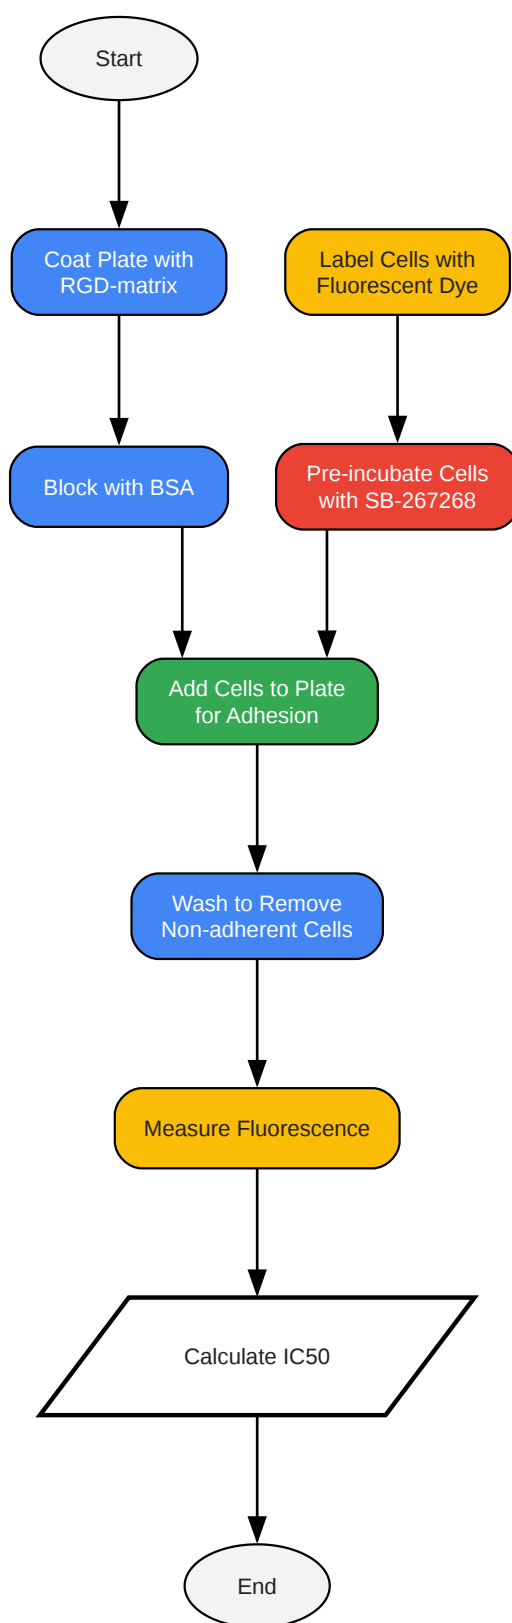 Start
Coat Plate with
RGD-matrix
Label Cells with
Fluorescent Dye
Block with BSA
Pre-incubate Cells
with SB-267268
Add Cells to Plate
for Adhesion
Wash to Remove
Non-adherent Cells
Measure Fluorescence
Calculate IC50
End